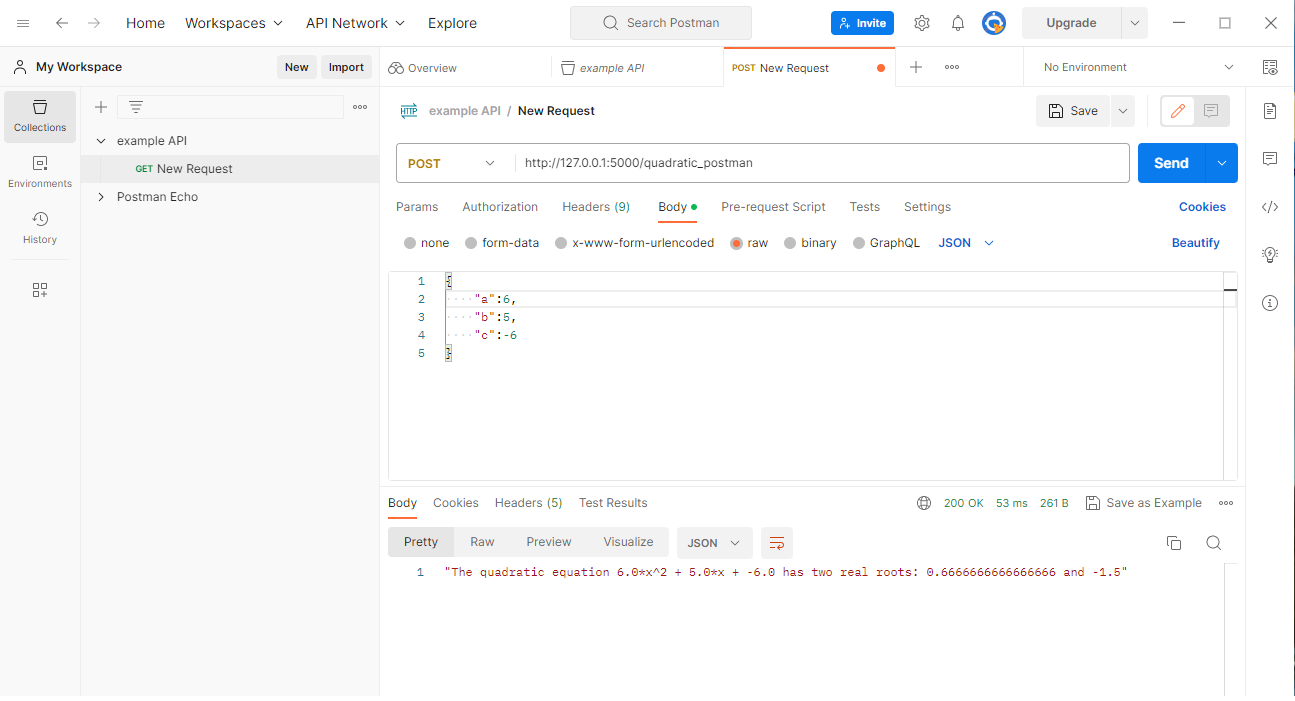 Home Workspaces API Network Explore Search Postman Invite Upgrade
My Workspace New Import Overview example API POST New Request No Environment
Collections
example API
GET New Request
Postman Echo
Environments
History
HTTP example API / New Request Save
POST http://127.0.0.1:5000/quadratic_postman Send
Params Authorization Headers (9) Body Pre-request Script Tests Settings Cookies
none form-data x-www-form-urlencoded raw binary GraphQL JSON Beautify
1 {
2 ····"a":6,
3 ····"b":5,
4 ····"c":-6
5 }
Body Cookies Headers (5) Test Results 200 OK 53 ms 261 B Save as Example
Pretty Raw Preview Visualize JSON
1 "The quadratic equation 6.0*x^2 + 5.0*x + -6.0 has two real roots: 0.6666666666666666 and -1.5"